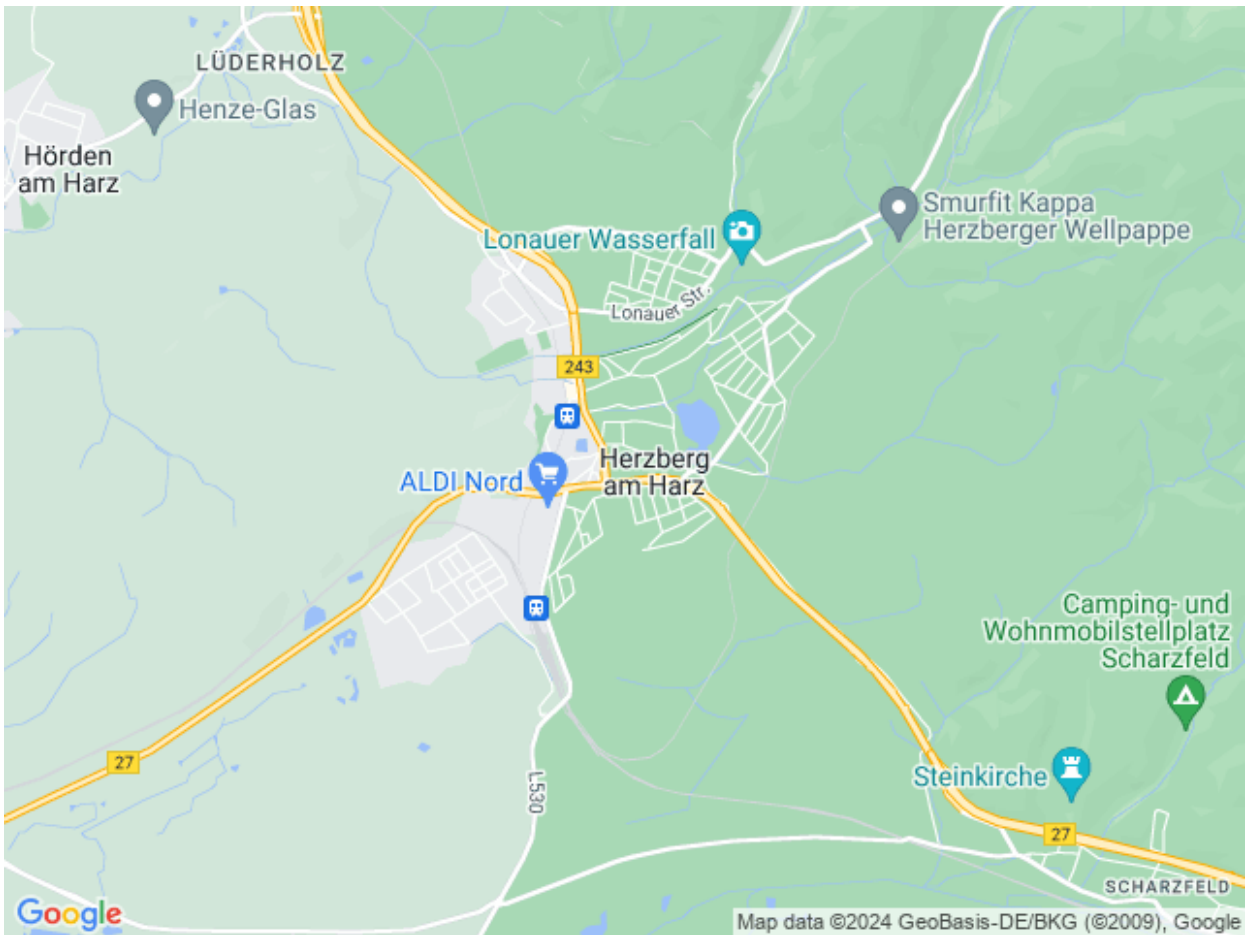 LÜDERHOLZ
Henze-Glas
Hörden
am Harz
Smurfit Kappa
Herzberger Wellpappe
Lonauer Wasserfall
Lonauer Str.
243
Herzberg
am Harz
ALDI Nord
Camping- und
Wohnmobilstellplatz
Scharzfeld
27
Steinkirche
L530
27
SCHARZFELD
Google
Map data ©2024 GeoBasis-DE/BKG (©2009), Google